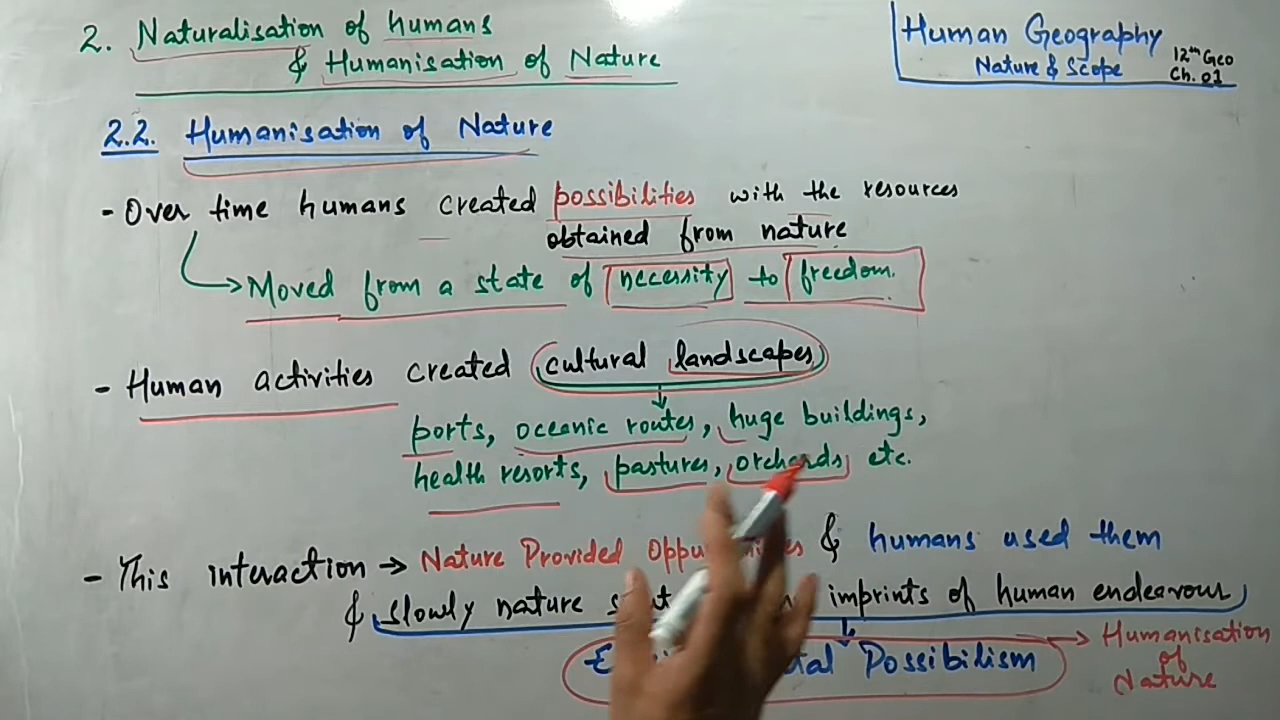 2. Naturalisation of humans
& Humanisation of Nature
Human Geography
Nature & Scope
12th Geo
Ch. 01
2.2. Humanisation of Nature
- Over time humans created possibilities with the resources
obtained from nature
Moved from a state of necessity to freedom.
- Human activities created cultural landscapes
ports, oceanic routes, huge buildings,
health resorts, pastures, orchards etc.
- This interaction → Nature Provided & humans used them
& slowly nature imprints of human endeavour
Possibilism
→ Humanisation
of
Nature